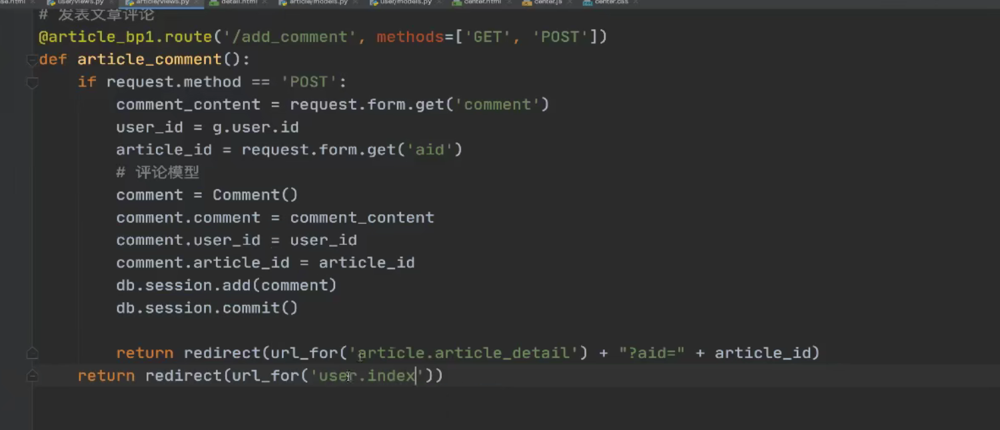 se.html user/views.py article/views.py detail.html article/models.py user/models.py center.html center.js center.css
# 发表文章评论
@article_bp1.route('/add_comment', methods=['GET', 'POST'])
def article_comment():
    if request.method == 'POST':
        comment_content = request.form.get('comment')
        user_id = g.user.id
        article_id = request.form.get('aid')
        # 评论模型
        comment = Comment()
        comment.comment = comment_content
        comment.user_id = user_id
        comment.article_id = article_id
        db.session.add(comment)
        db.session.commit()
        return redirect(url_for('article.article_detail') + "?aid=" + article_id)
    return redirect(url_for('user.index'))